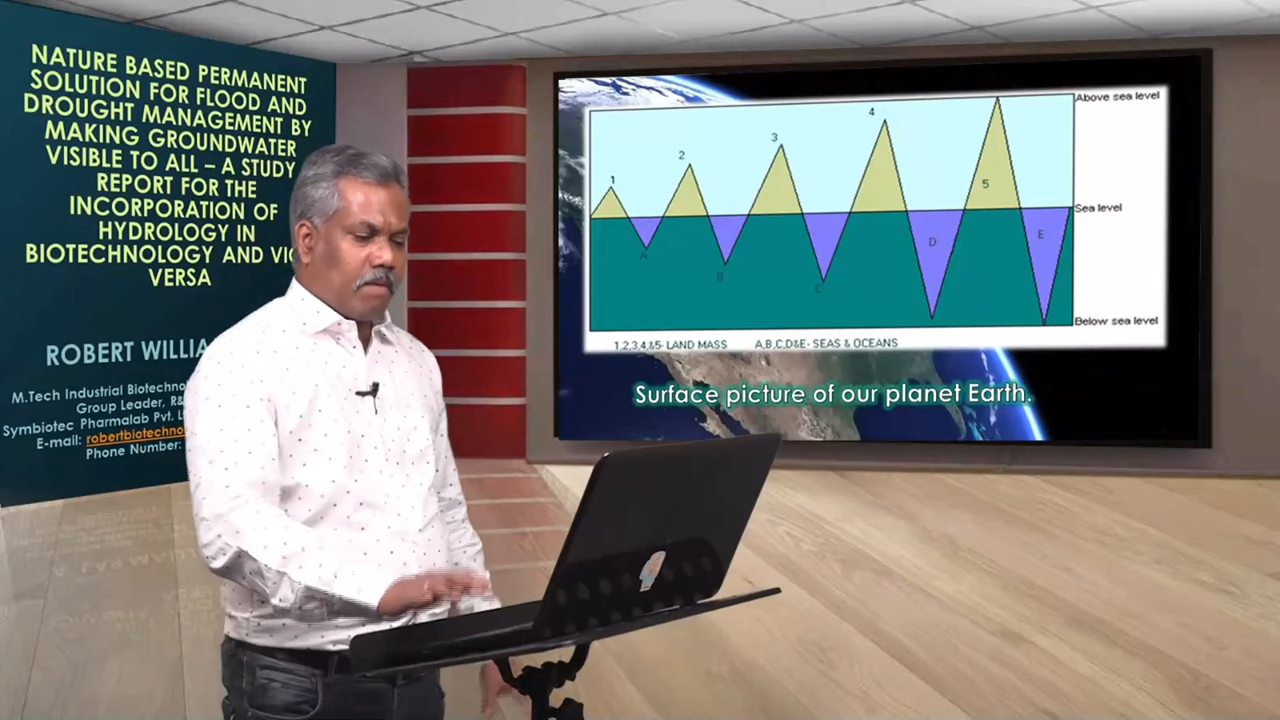 NATURE BASED PERMANENT
SOLUTION FOR FLOOD AND
DROUGHT MANAGEMENT BY
MAKING GROUNDWATER
VISIBLE TO ALL – A STUDY
REPORT FOR THE
INCORPORATION OF
HYDROLOGY IN
BIOTECHNOLOGY AND VIC
VERSA
ROBERT WILLIA
M.Tech Industrial Biotechno
Group Leader, R&
Symbiotec Pharmalab Pvt. L
E-mail: robertbiotechno
Phone Number:
Above sea level
4
3
2
1
5
Sea level
A
B
C
D
E
Below sea level
1,2,3,4,&5- LAND MASS A,B,C,D&E- SEAS & OCEANS
Surface picture of our planet Earth.